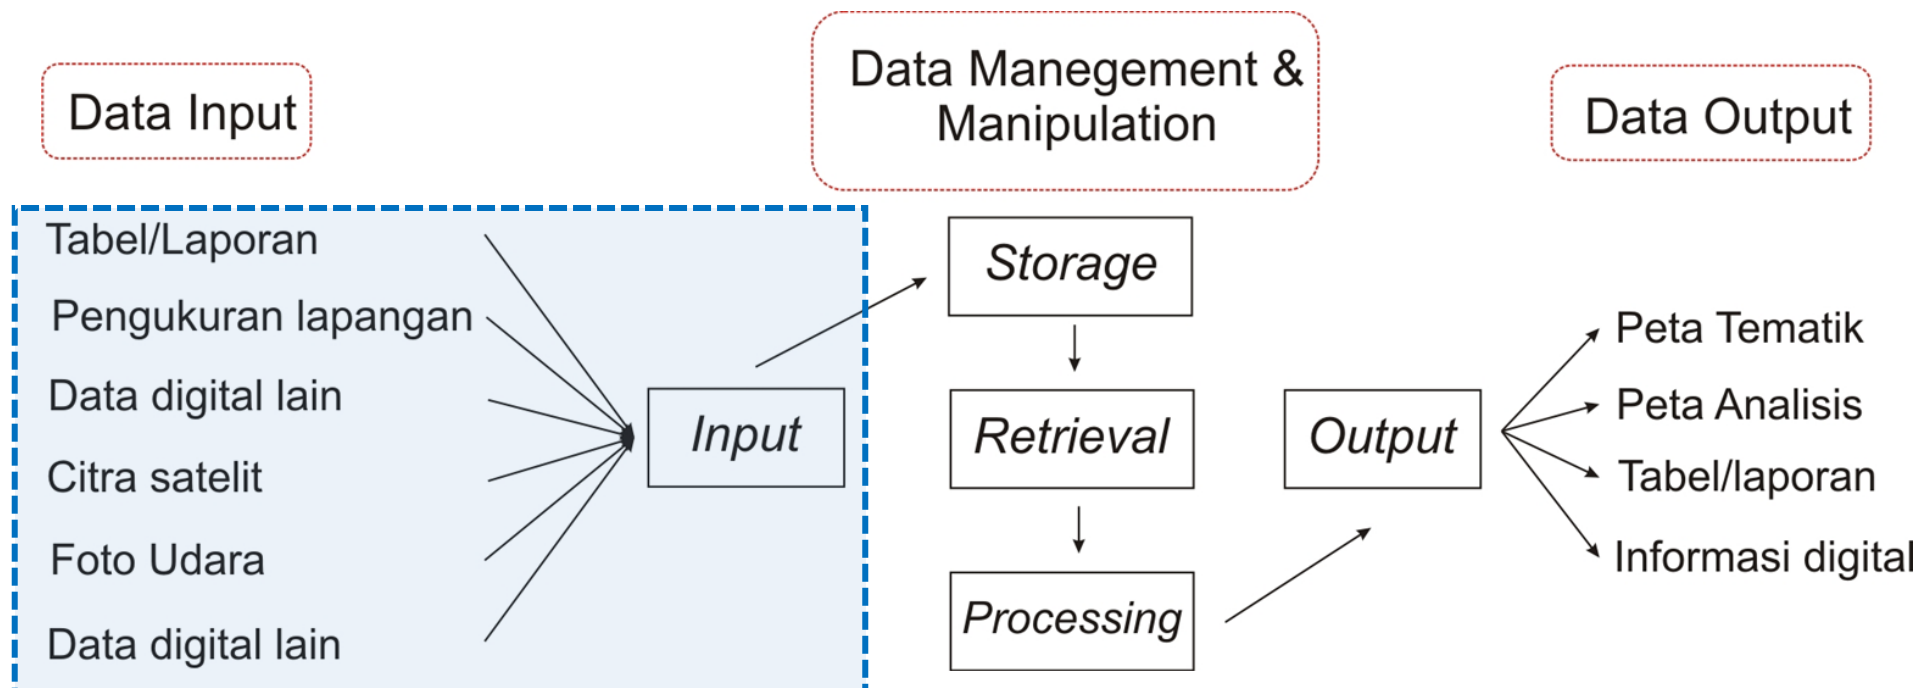 Data Input
Data Manegement &
Manipulation
Data Output
Tabel/Laporan
Pengukuran lapangan
Data digital lain
Citra satelit
Foto Udara
Data digital lain
Input
Storage
Retrieval
Processing
Output
Peta Tematik
Peta Analisis
Tabel/laporan
Informasi digital